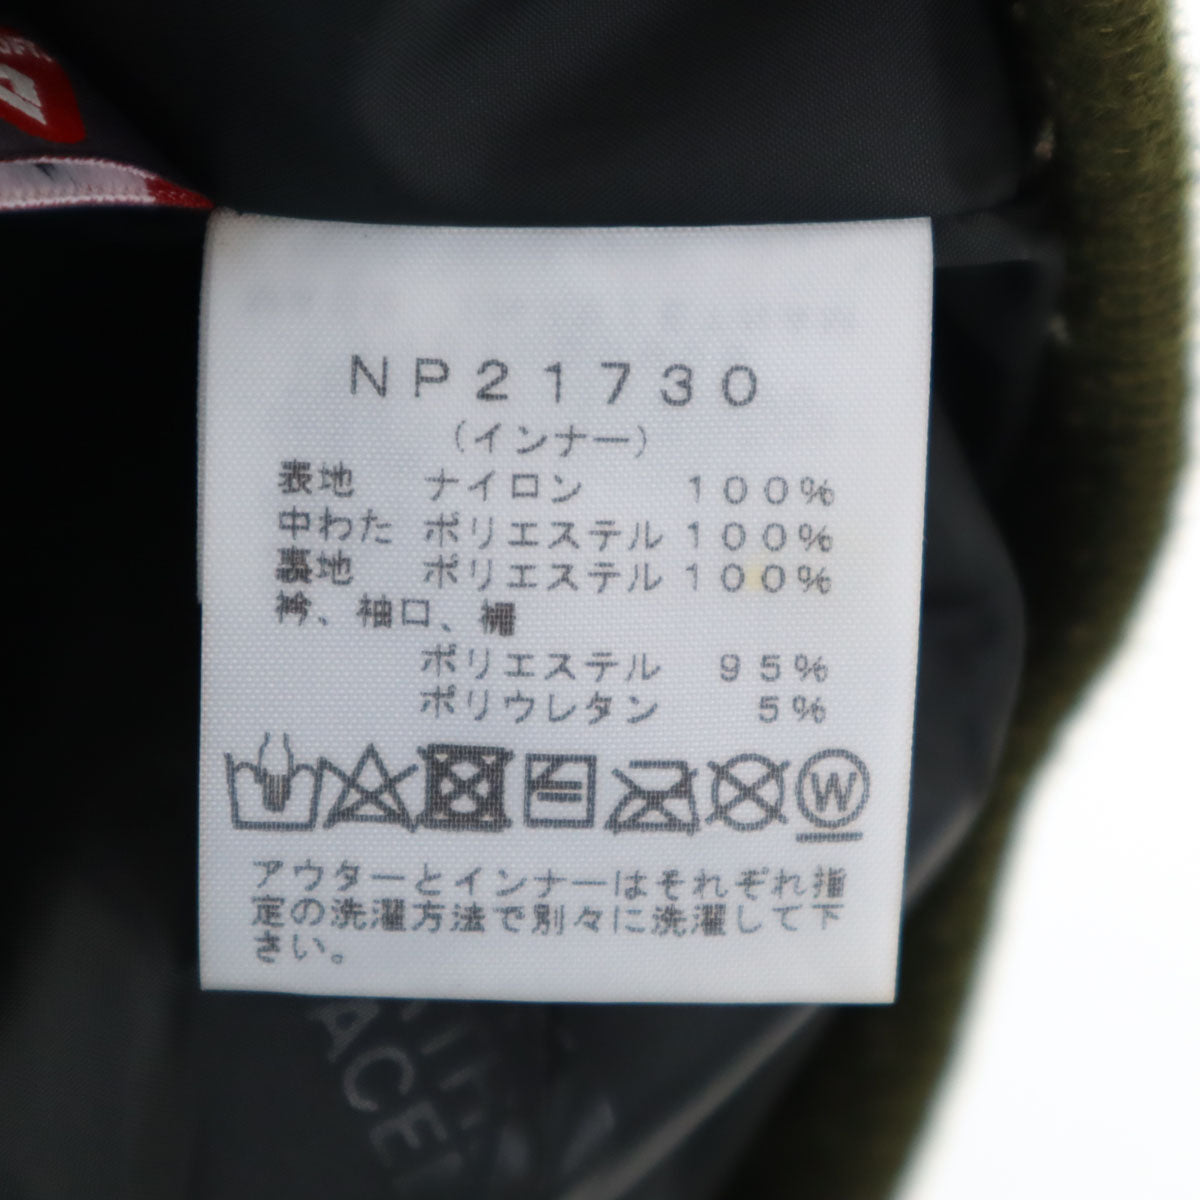 NP21730
(インナー)
表地 ナイロン 100%
中わた ポリエステル 100%
裏地 ポリエステル 100%
衿、袖口、裾
ポリエステル 95%
ポリウレタン 5%
W
アウターとインナーはそれぞれ指
定の洗濯方法で別々に洗濯して下
さい。